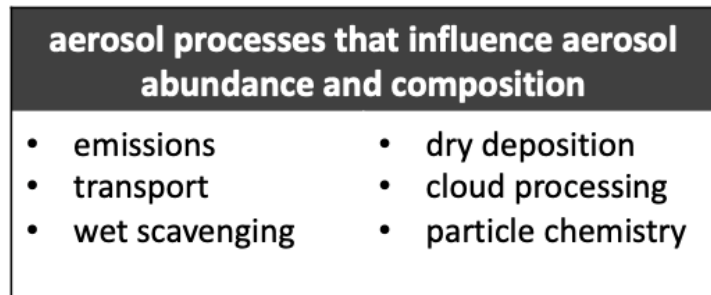 aerosol processes that influence aerosol
abundance and composition
• emissions
• transport
• wet scavenging
• dry deposition
• cloud processing
• particle chemistry